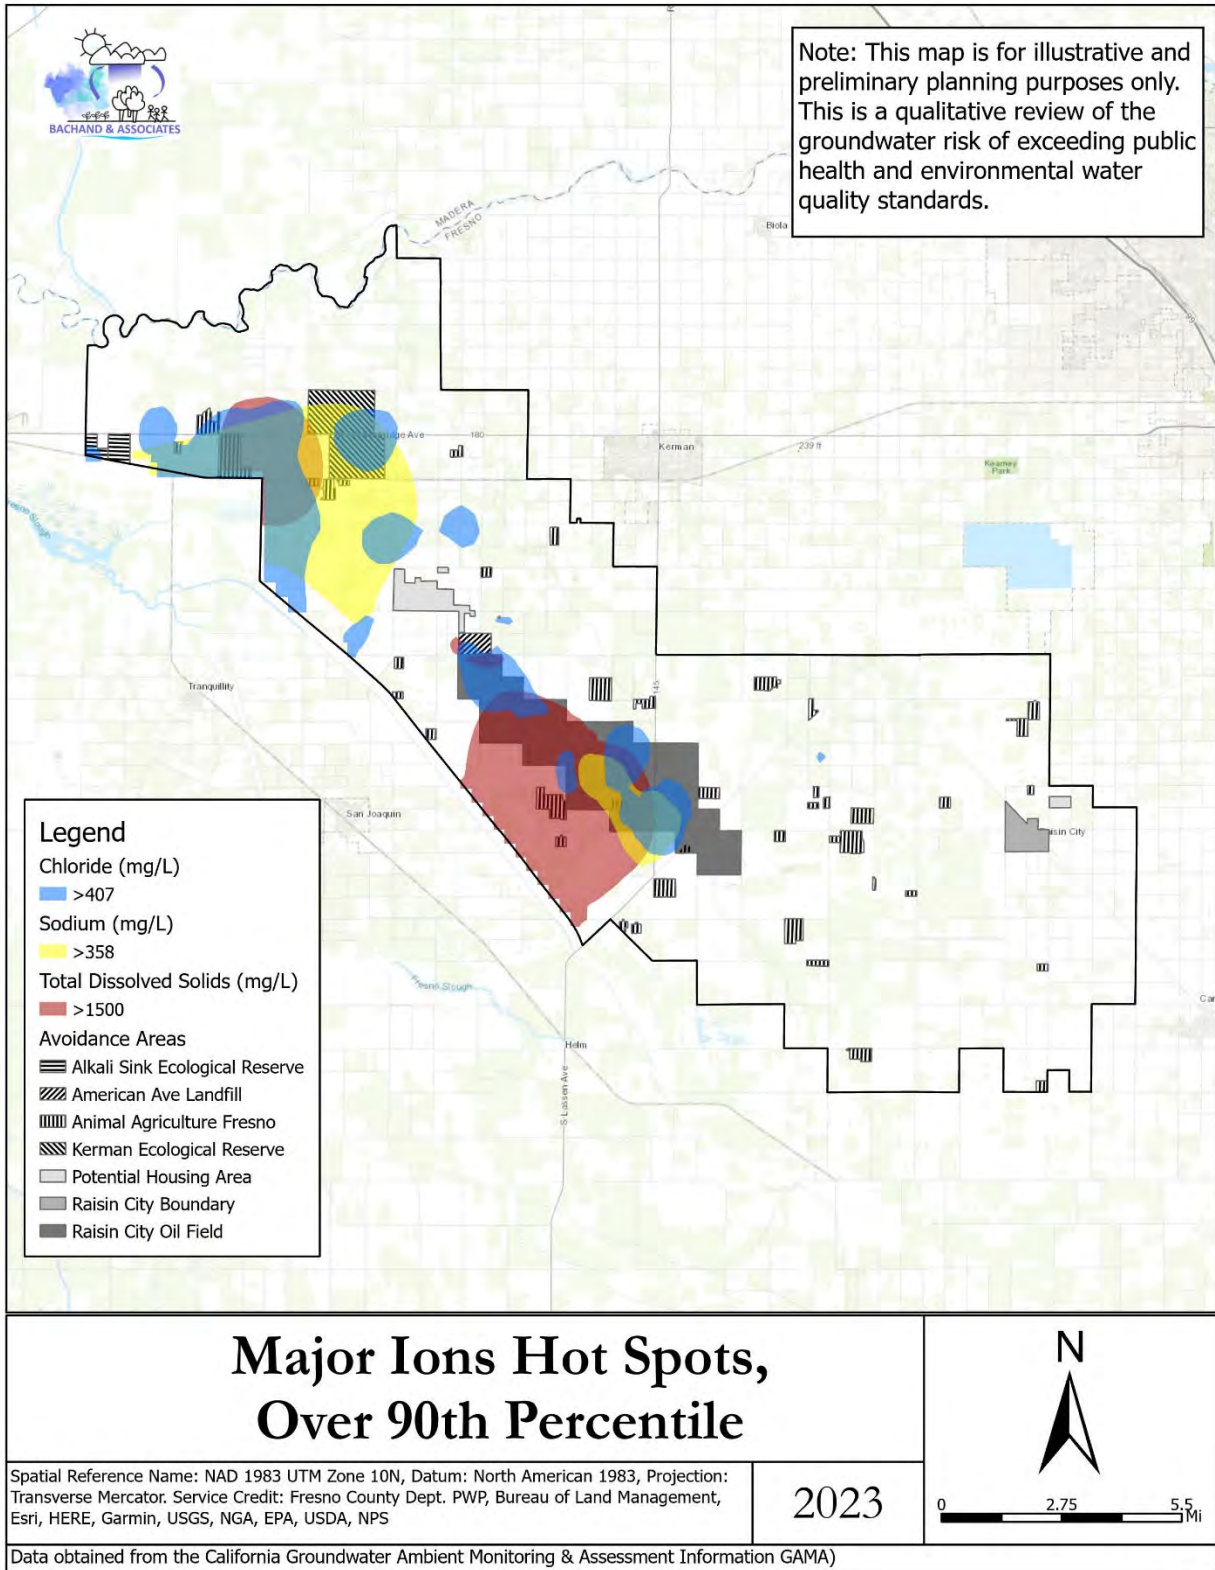 BACHAND & ASSOCIATES
Note: This map is for illustrative and
preliminary planning purposes only.
This is a qualitative review of the
groundwater risk of exceeding public
health and environmental water
quality standards.
MADERA
FRESNO
Biola
99
180
Kerman
239 ft
Kearney
Park
Fresno Slough
145
Tranquillity
San Joaquin
Fresno Slough
Helm
S Lassen Ave
Legend
Chloride (mg/L)
>407
Sodium (mg/L)
>358
Total Dissolved Solids (mg/L)
>1500
Avoidance Areas
Alkali Sink Ecological Reserve
American Ave Landfill
Animal Agriculture Fresno
Kerman Ecological Reserve
Potential Housing Area
Raisin City Boundary
Raisin City Oil Field
Major Ions Hot Spots,
Over 90th Percentile
N
Spatial Reference Name: NAD 1983 UTM Zone 10N, Datum: North American 1983, Projection:
Transverse Mercator. Service Credit: Fresno County Dept. PWP, Bureau of Land Management,
Esri, HERE, Garmin, USGS, NGA, EPA, USDA, NPS
2023
0 2.75 5.5
Mi
Data obtained from the California Groundwater Ambient Monitoring & Assessment Information GAMA)